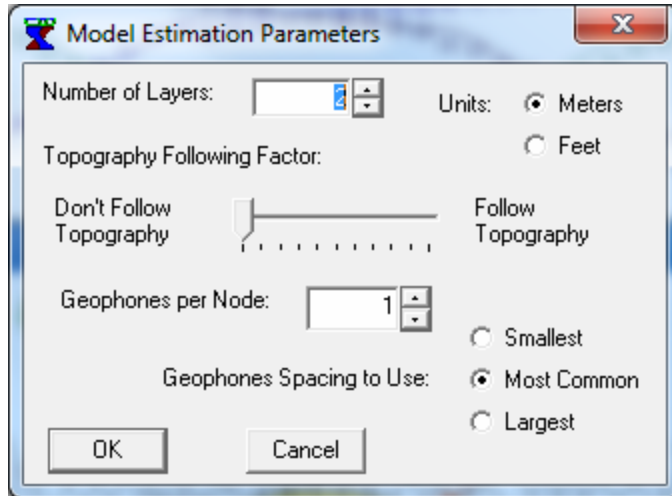 Model Estimation Parameters
Number of Layers: 2 Units: Meters
Feet
Topography Following Factor:
Don't Follow Topography
Follow Topography
Geophones per Node: 1
Smallest
Geophones Spacing to Use: Most Common
Largest
OK Cancel